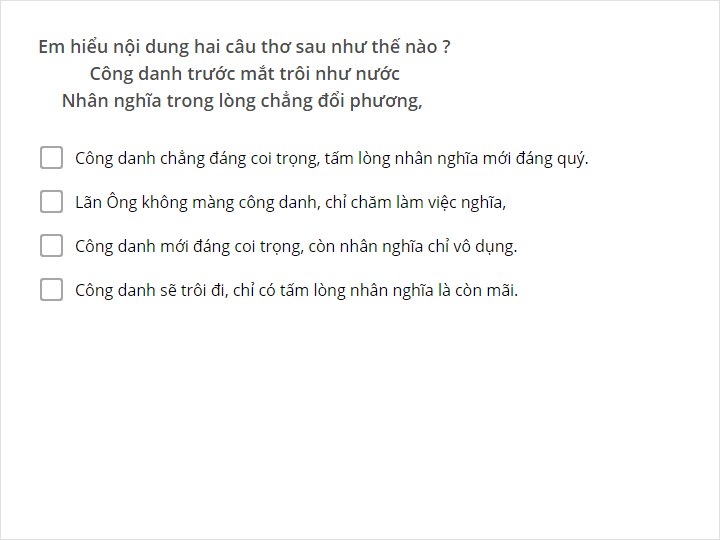 Em hiểu nội dung hai câu thơ sau như thế nào ?
Công danh trước mắt trôi như nước
Nhân nghĩa trong lòng chẳng đổi phương,
Công danh chẳng đáng coi trọng, tấm lòng nhân nghĩa mới đáng quý.
Lãn Ông không màng công danh, chỉ chăm làm việc nghĩa,
Công danh mới đáng coi trọng, còn nhân nghĩa chỉ vô dụng.
Công danh sẽ trôi đi, chỉ có tấm lòng nhân nghĩa là còn mãi.